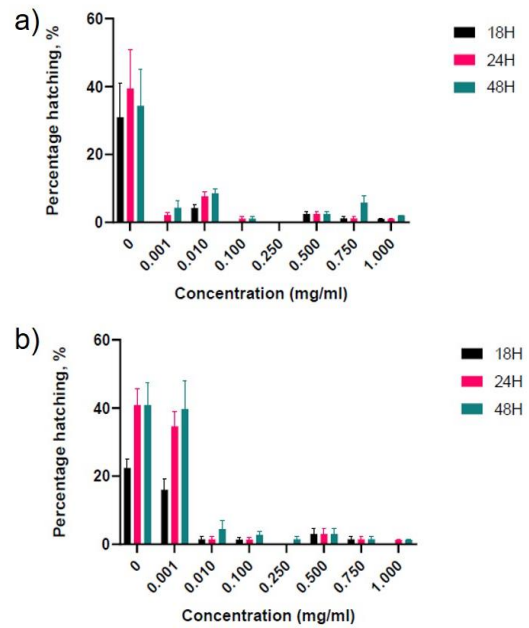 a)
60
40
20
0
Percentage hatching, %
0
0.001
0.010
0.100
0.250
0.500
0.750
1.000
Concentration (mg/ml)
18H
24H
48H
b)
60
40
20
0
Percentage hatching, %
0
0.001
0.010
0.100
0.250
0.500
0.750
1.000
Concentration (mg/ml)
18H
24H
48H